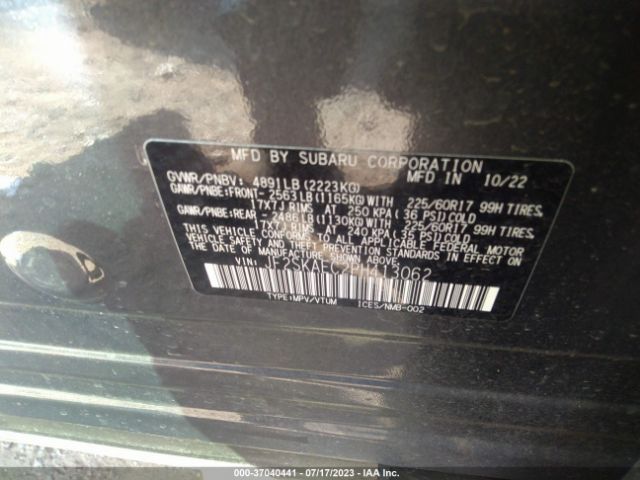 MFD BY SUBARU CORPORATION
GVWR/PNBV: 4891LB (2223KG) MFD IN 10/22
GAWR/PNBE:FRONT- 2563LB (1165KG)WITH 225/60R17 99H TIRES,
17X7J RIMS, AT 250 KPA ( 36 PSI)COLD
GAWR/PNBE:REAR - 2486LB (1130KG)WITH 225/60R17 99H TIRES,
17X7J RIMS, AT 240 KPA ( 35 PSI)COLD
THIS VEHICLE CONFORMS TO ALL APPLICABLE FEDERAL MOTOR
VEHICLE SAFETY AND THEFT PREVENTION STANDARDS IN EFFECT ON
THE DATE OF MANUFACTURE SHOWN ABOVE.
VIN:
TYPE:MPV/VTUM ICES/NMB-002
000-37040441 - 07/17/2023 - IAA Inc.